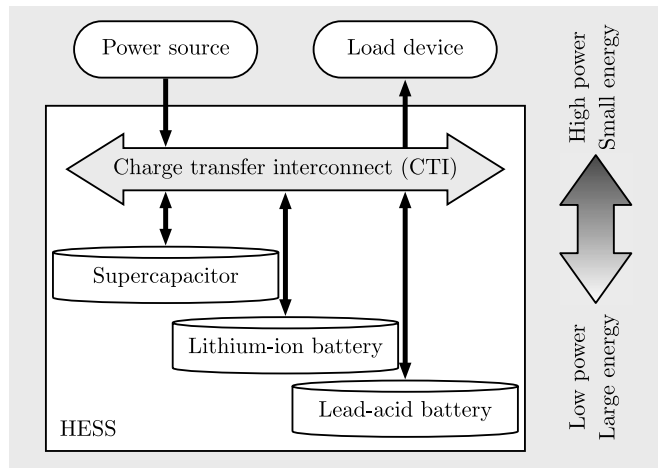 Power source
Load device
Charge transfer interconnect (CTI)
Supercapacitor
Lithium-ion battery
Lead-acid battery
HESS
High power
Small energy
Low power
Large energy